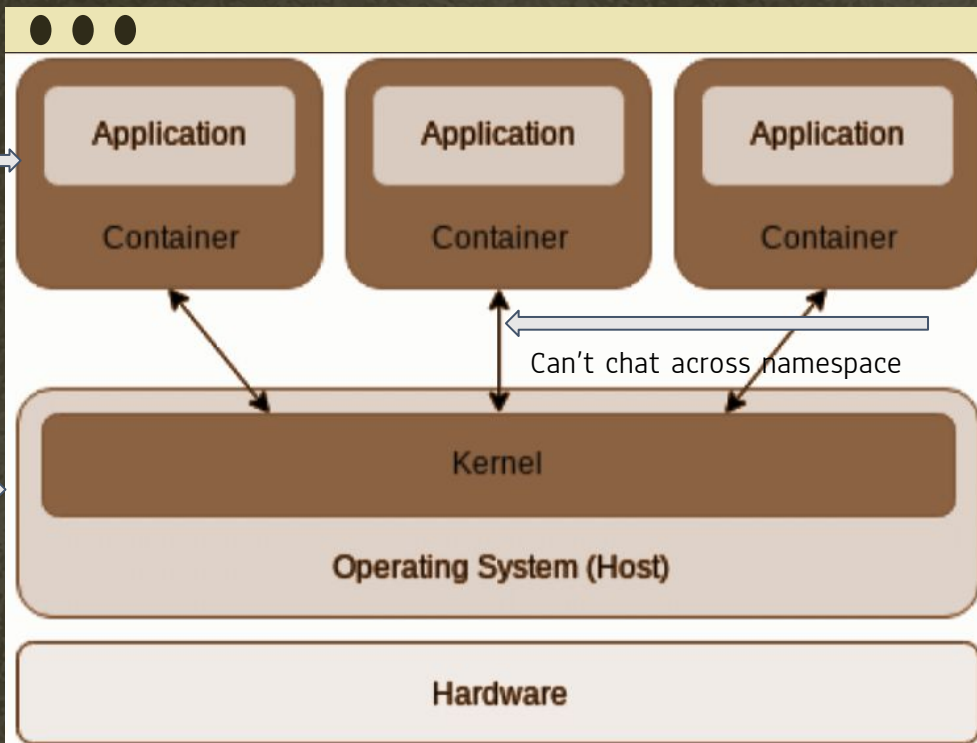 Application
Application
Application
Container
Container
Container
Can't chat across namespace
Kernel
Operating System (Host)
Hardware